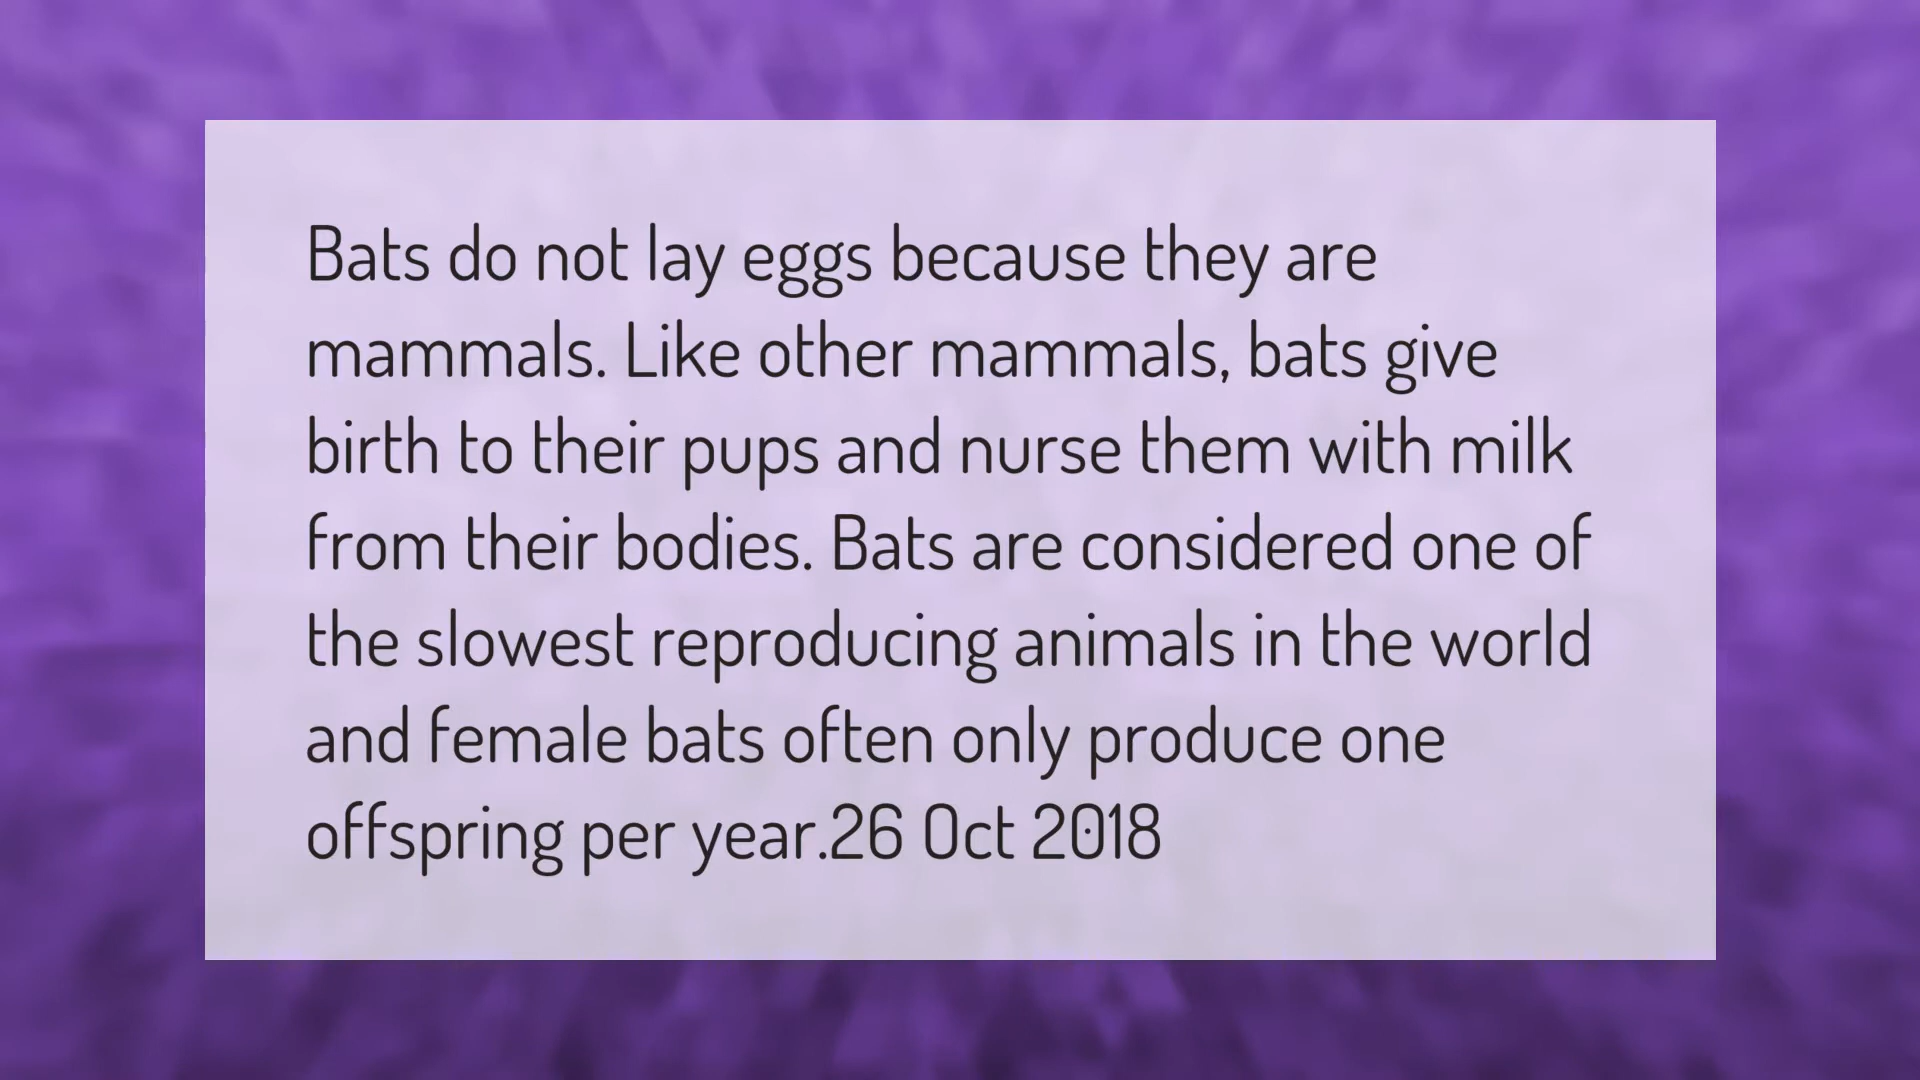 Bats do not lay eggs because they are
mammals. Like other mammals, bats give
birth to their pups and nurse them with milk
from their bodies. Bats are considered one of
the slowest reproducing animals in the world
and female bats often only produce one
offspring per year.26 Oct 2018